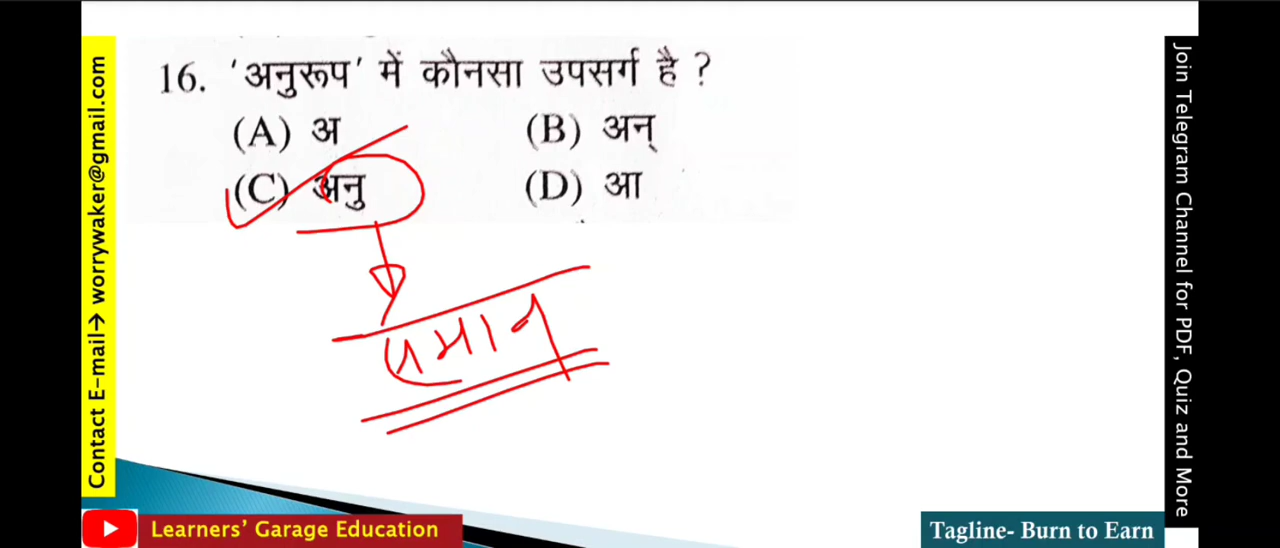 16. 'अनुरूप' में कौनसा उपसर्ग है ?
(A) अ (B) अन्
(C) अनु (D) आ
समान
Contact E-mail→ worrywaker@gmail.com
Join Telegram Channel for PDF, Quiz and More
Learners' Garage Education
Tagline- Burn to Earn